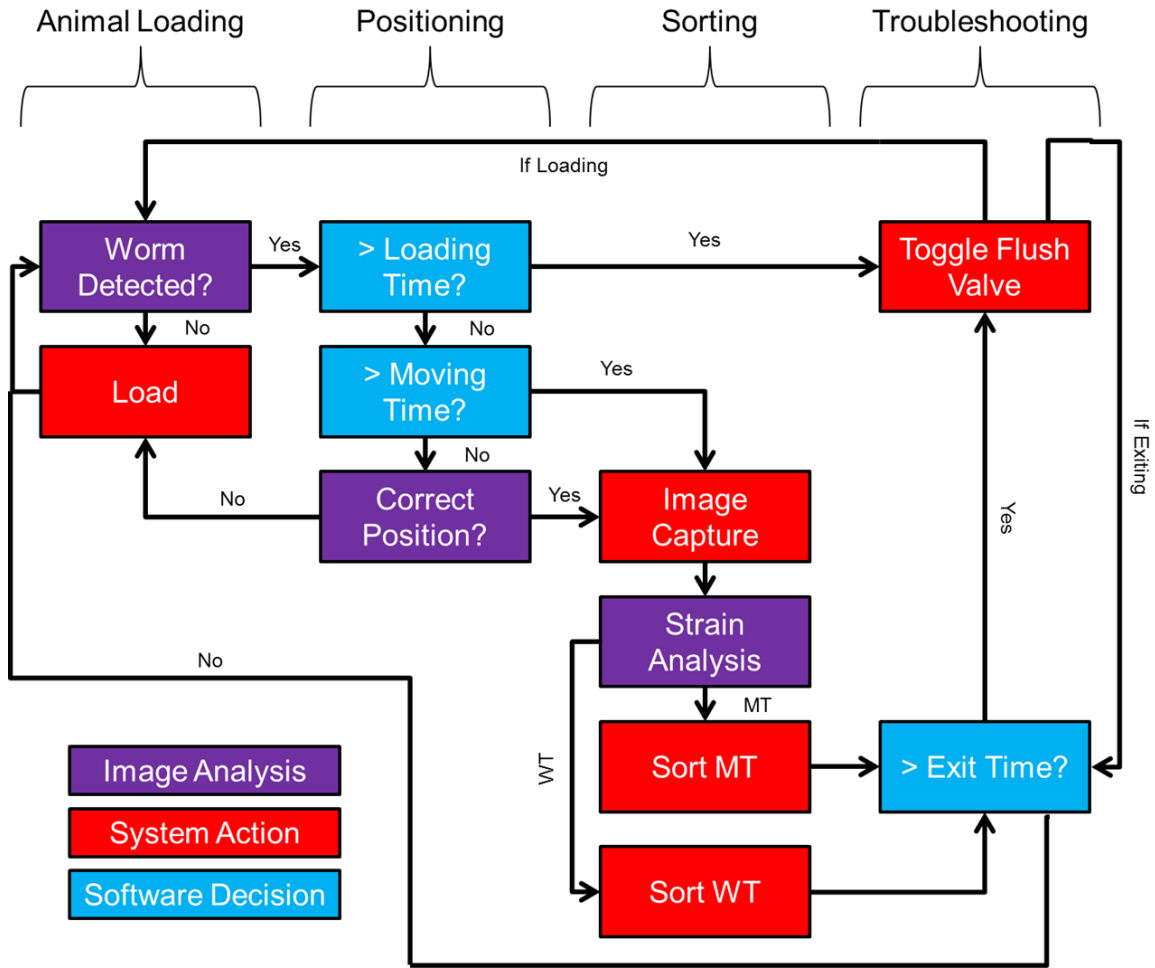 Animal Loading
Positioning
Sorting
Troubleshooting
If Loading
Worm
Detected?
Yes
> Loading
Time?
Yes
Toggle Flush
Valve
No
No
Load
> Moving
Time?
Yes
If Exiting
No
No
Correct
Position?
Yes
Image
Capture
Yes
Strain
Analysis
No
MT
WT
Image Analysis
Sort MT
> Exit Time?
System Action
Software Decision
Sort WT